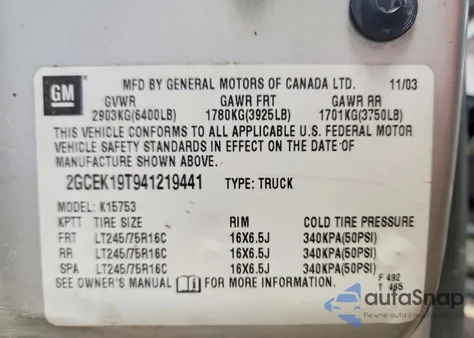 GM
MFD BY GENERAL MOTORS OF CANADA LTD. 11/03
GVWR GAWR FRT GAWR RR
2903KG(6400LB) 1780KG(3925LB) 1701KG(3750LB)
THIS VEHICLE CONFORMS TO ALL APPLICABLE U.S. FEDERAL MOTOR
VEHICLE SAFETY STANDARDS IN EFFECT ON THE DATE OF
MANUFACTURE SHOWN ABOVE.
2GCEK19T941219441 TYPE: TRUCK
MODEL: K15753
KPTT TIRE SIZE RIM COLD TIRE PRESSURE
FRT LT245/75R16C 16X6.5J 340KPA(50PSI)
RR LT245/75R16C 16X6.5J 340KPA(50PSI)
SPA LT245/75R16C 16X6.5J 340KPA(50PSI)
SEE OWNER'S MANUAL FOR MORE INFORMATION.
F 492
T 455
autoSnap